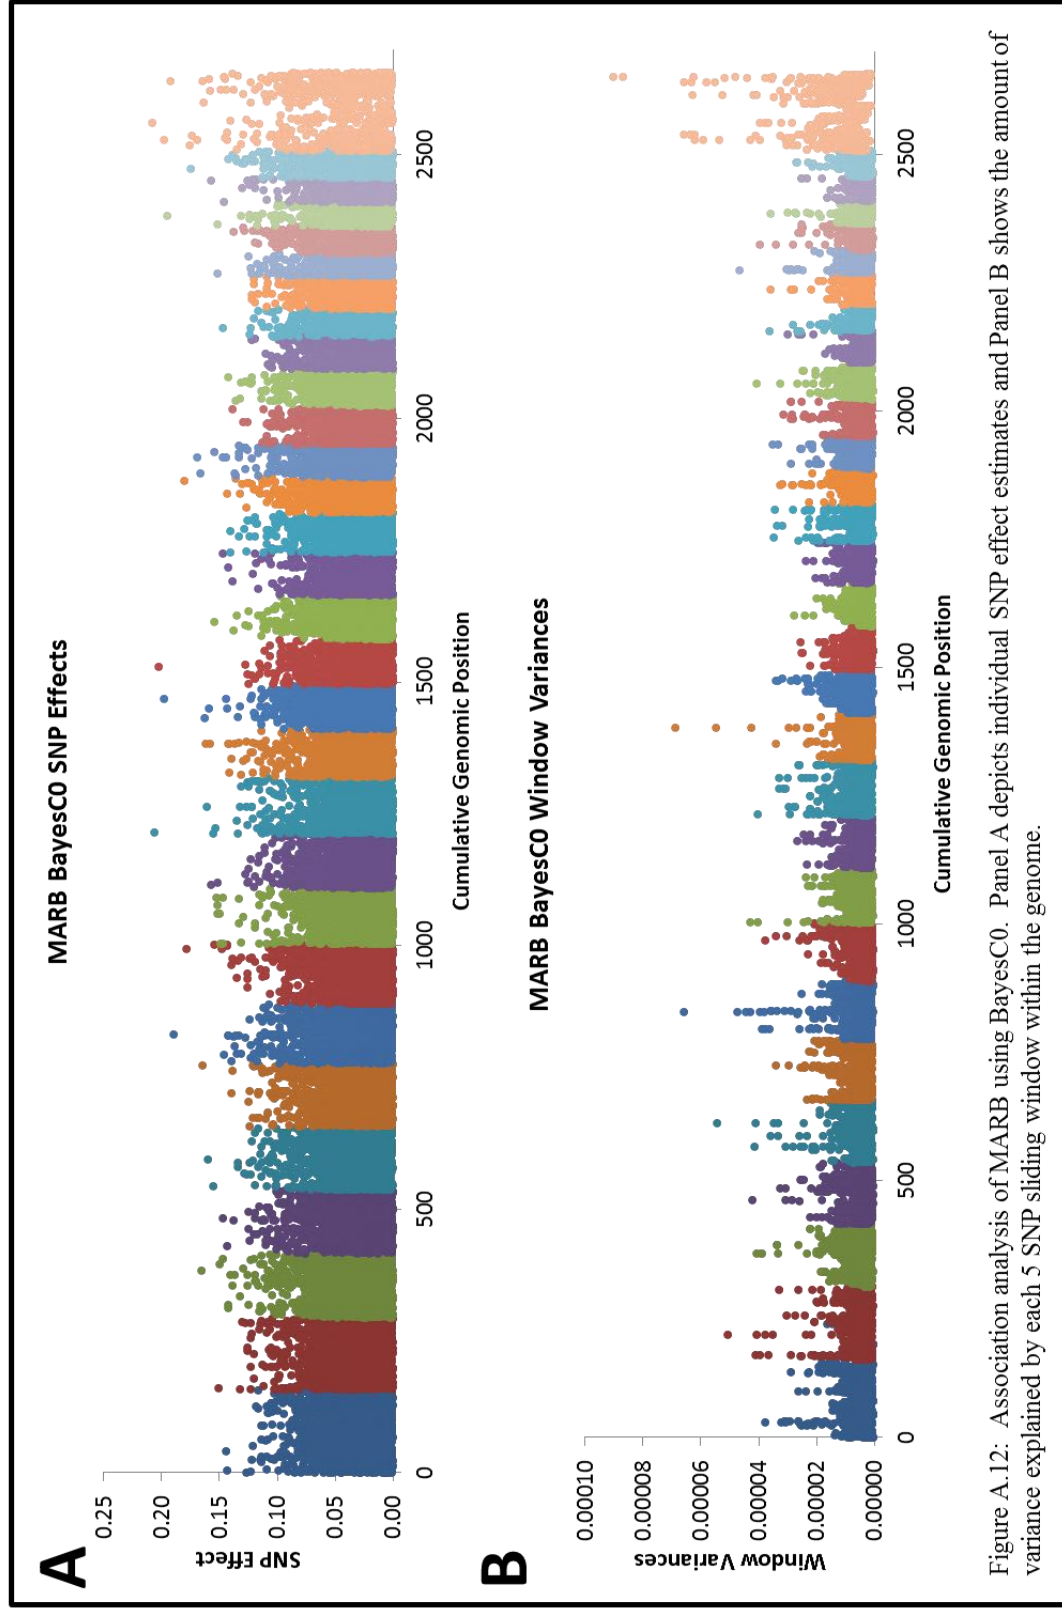 A
MARB BayesC0 SNP Effects
SNP Effect
0.25
0.20
0.15
0.10
0.05
0.00
0 500 1000 1500 2000 2500
Cumulative Genomic Position
B
MARB BayesC0 Window Variances
Window Variances
0.00010
0.00008
0.00006
0.00004
0.00002
0.00000
0 500 1000 1500 2000 2500
Cumulative Genomic Position
Figure A.12: Association analysis of MARB using BayesC0. Panel A depicts individual SNP effect estimates and Panel B shows the amount of
variance explained by each 5 SNP sliding window within the genome.